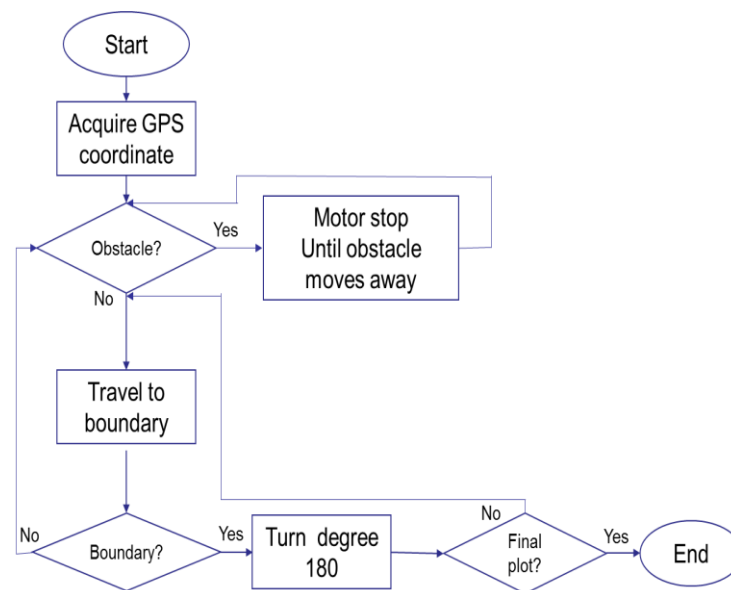 Start
Acquire GPS
coordinate
Obstacle?
Yes
Motor stop
Until obstacle
moves away
No
Travel to
boundary
No
Boundary?
Yes
Turn degree
180
No
Final
plot?
Yes
End